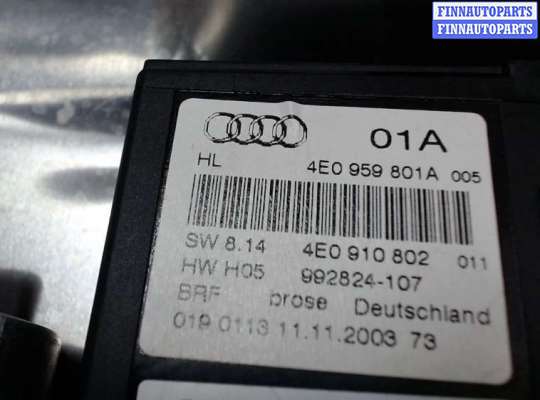 FINNAUTOPARTS
FINNAUTOPARTS
01A
HL 4E0 959 801A 005
SW 8.14 4E0 910 802 011
HW H05 992824-107
BRF brose Deutschland
019 0113 11.11.2003 73